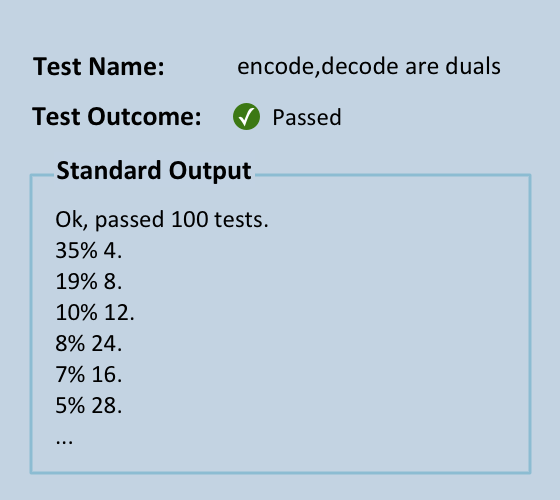 Test Name: encode,decode are duals
Test Outcome: Passed
Standard Output
Ok, passed 100 tests.
35% 4.
19% 8.
10% 12.
8% 24.
7% 16.
5% 28.
...